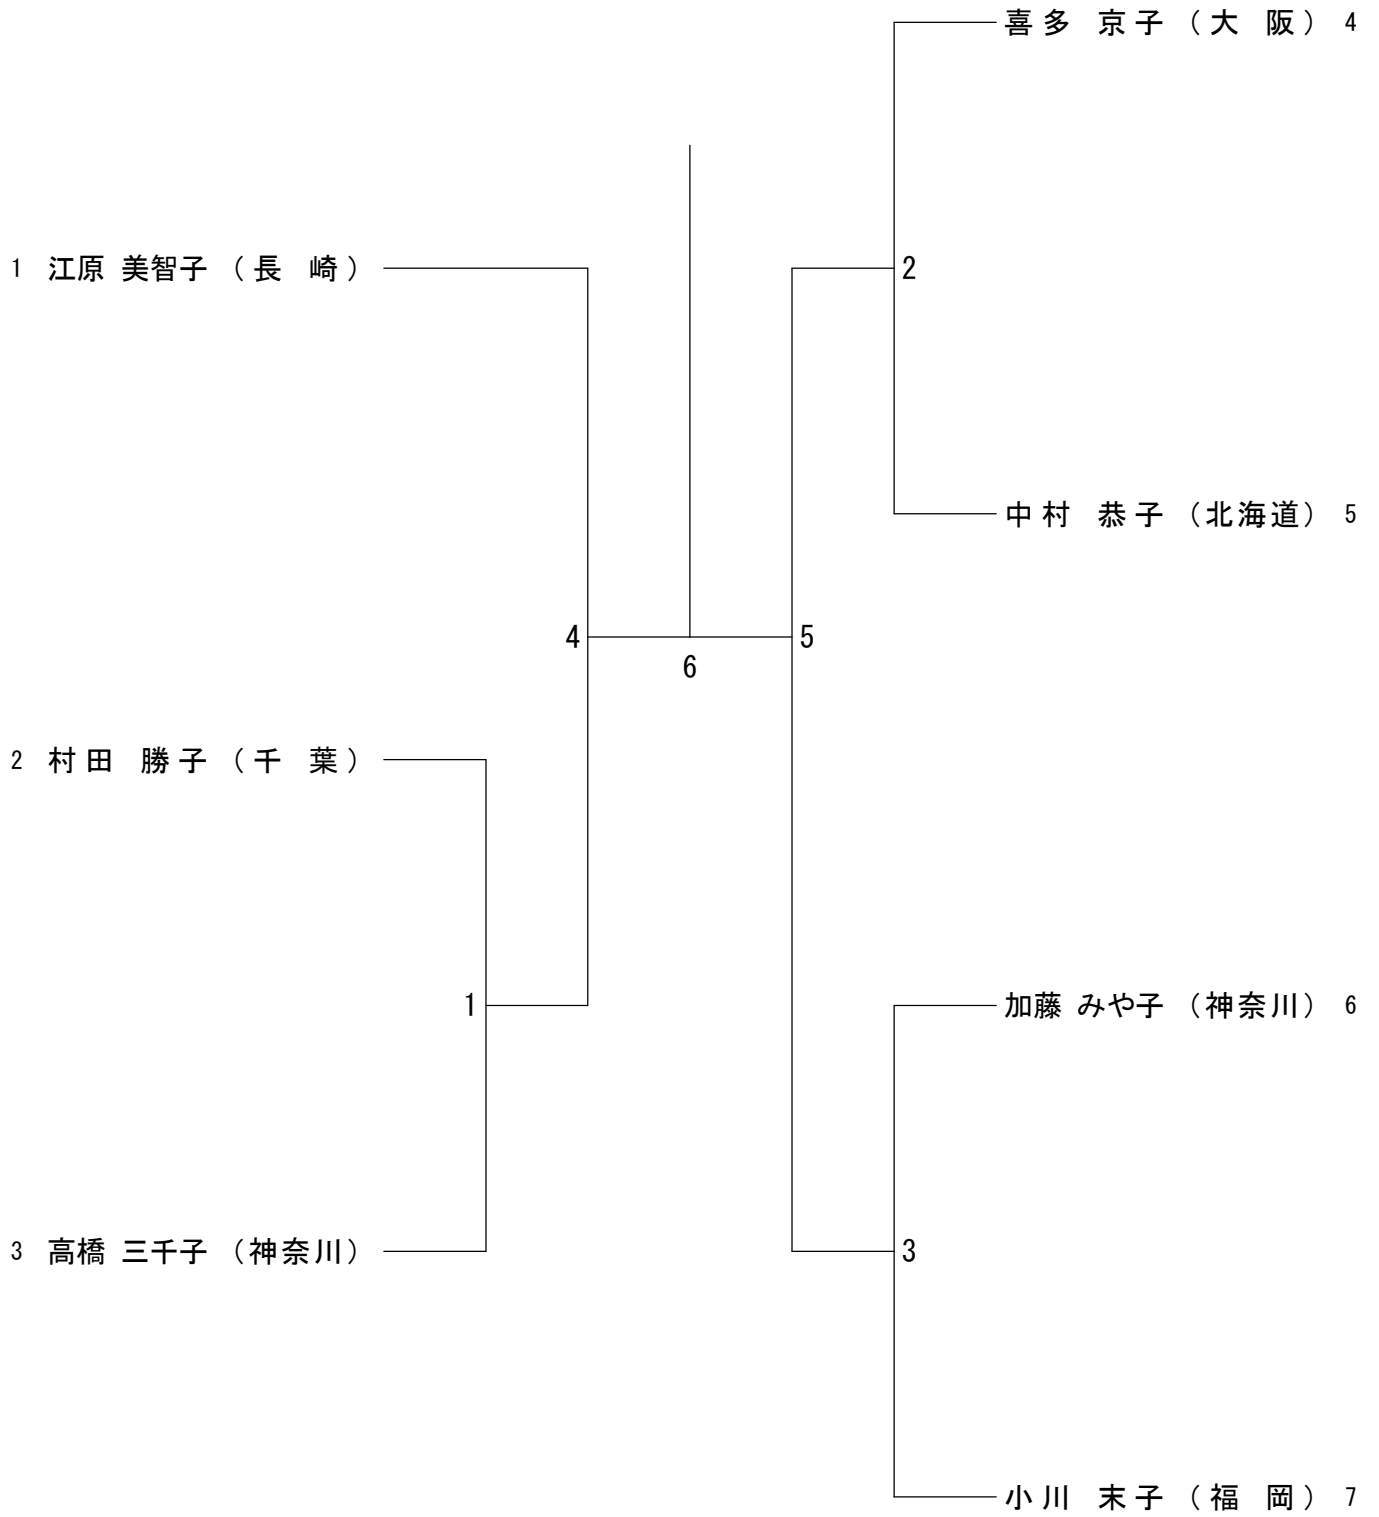 喜多 京子 （大 阪） 4
1 江原 美智子 （長 崎）
2
中村 恭子 （北海道） 5
4
5
6
2 村田 勝子 （千 葉）
1
加藤 みや子 （神奈川） 6
3 高橋 三千子 （神奈川）
3
小川 末子 （福 岡） 7